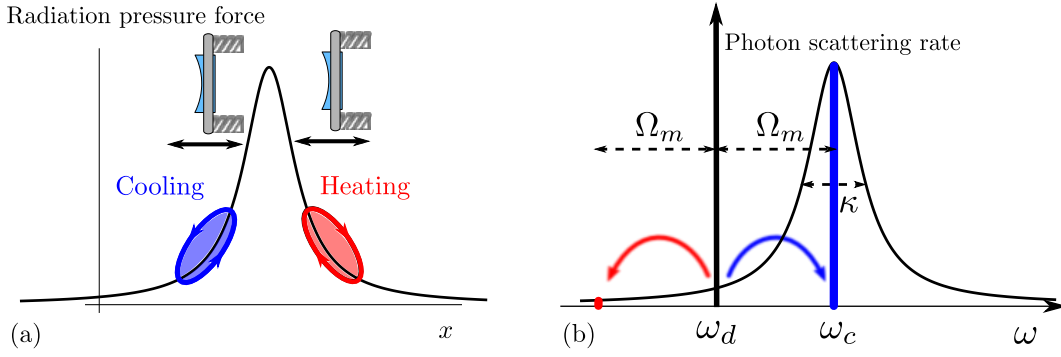 Radiation pressure force
Cooling
Heating
x
(a)
Photon scattering rate
Ω_m
Ω_m
κ
ω_d
ω_c
ω
(b)